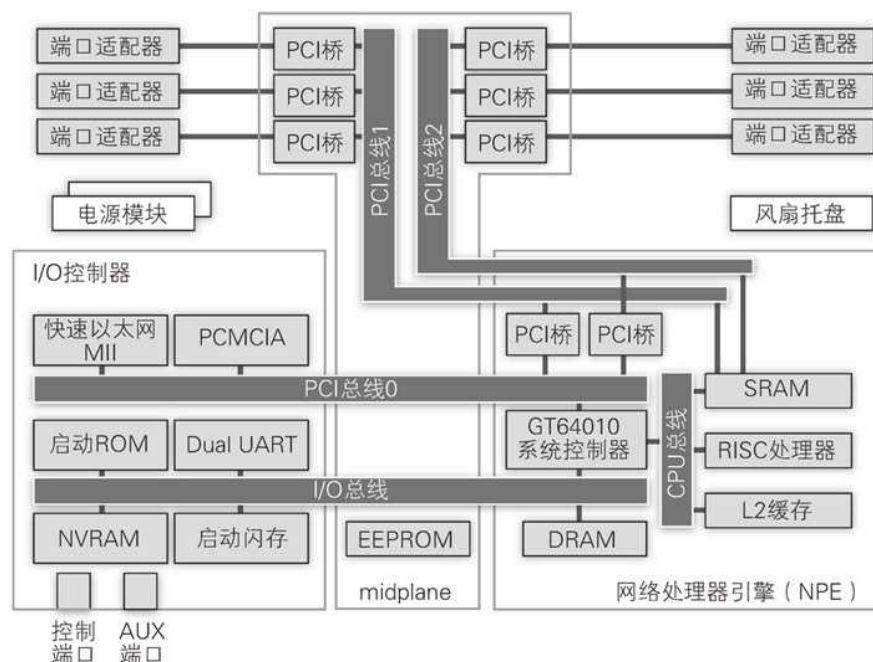 端口适配器
PCI桥
PCI桥
端口适配器
端口适配器
PCI桥
PCI桥
端口适配器
端口适配器
PCI桥
PCI桥
端口适配器
PCI总线1
PCI总线2
电源模块
风扇托盘
I/O控制器
快速以太网
MII
PCMCIA
PCI桥
PCI桥
PCI总线0
SRAM
启动ROM
Dual UART
GT64010
系统控制器
CPU总线
RISC处理器
I/O总线
L2缓存
NVRAM
启动闪存
EEPROM
DRAM
midplane
网络处理器引擎（NPE）
控制
端口
AUX
端口